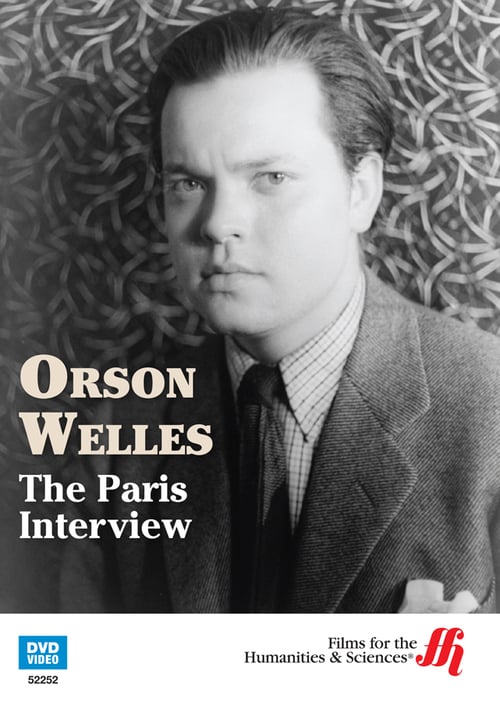 ORSON
WELLES
The Paris
Interview
DVD
VIDEO
52252
Films for the
Humanities & Sciences®
ffh